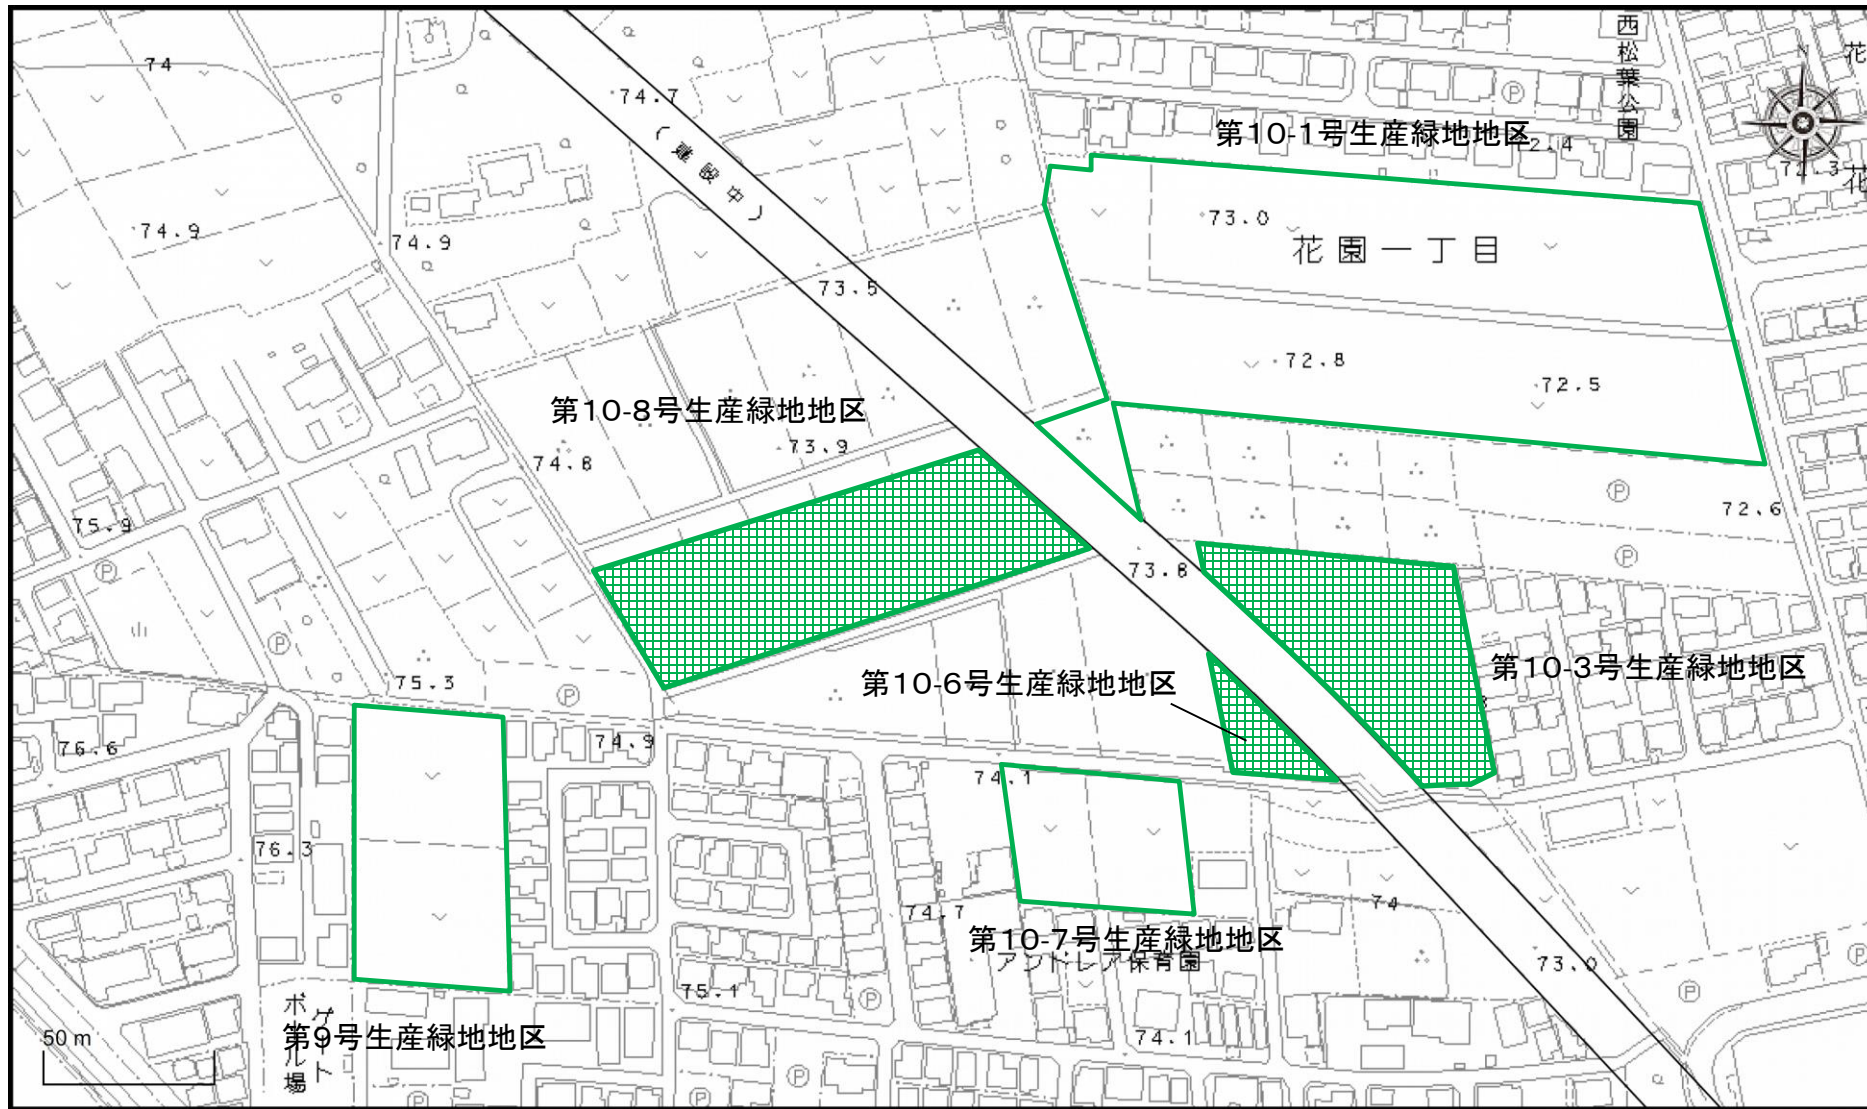 西松葉公園
N
花
74
74.7
(建設中)
第10-1号生産緑地地区
72.4
72.3
花
73.0
74.9
74.9
花園一丁目
73.5
72.8
72.5
第10-8号生産緑地地区
73.9
74.8
72.6
75.9
73.8
第10-3号生産緑地地区
第10-6号生産緑地地区
75.3
76.6
74.9
74.1
76.3
74.7
74
第10-7号生産緑地地区
アンドレア保育園
73.0
75.1
ゲートボール場
第9号生産緑地地区
74.1
50 m
P
P
P
P
P
P
P
P
P
P
P
P